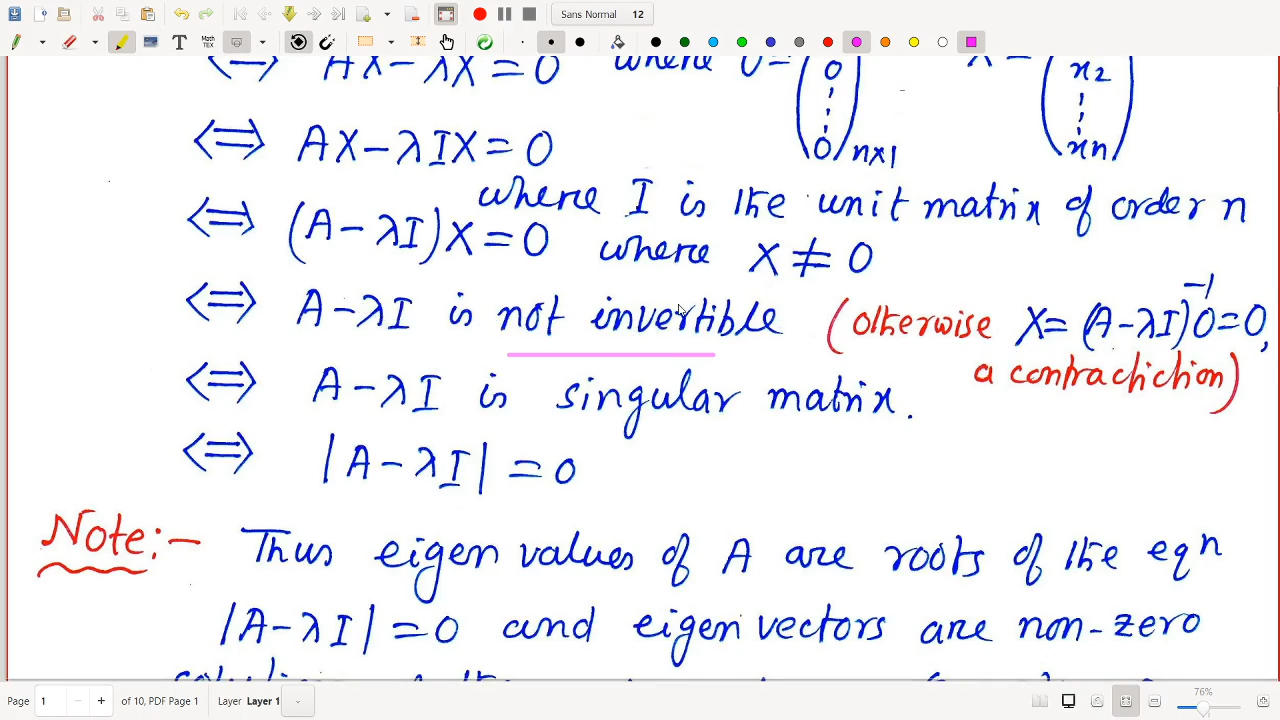 Sans Normal 12
⟺ AX - λX = 0 where O = (0 ⋮ 0)n×1 X = (x2 ⋮ xn)
⟺ AX - λIX = 0
where I is the unit matrix of order n
⟺ (A - λI)X = 0 where X ≠ 0
⟺ A - λI is not invertible (otherwise X = (A - λI)⁻¹0 = 0,
a contradiction)
⟺ A - λI is singular matrix.
⟺ |A - λI| = 0
Note:- Thus eigen values of A are roots of the eqn
|A - λI| = 0 and eigen vectors are non-zero
Page 1 of 10, PDF Page 1 Layer Layer 1 76%